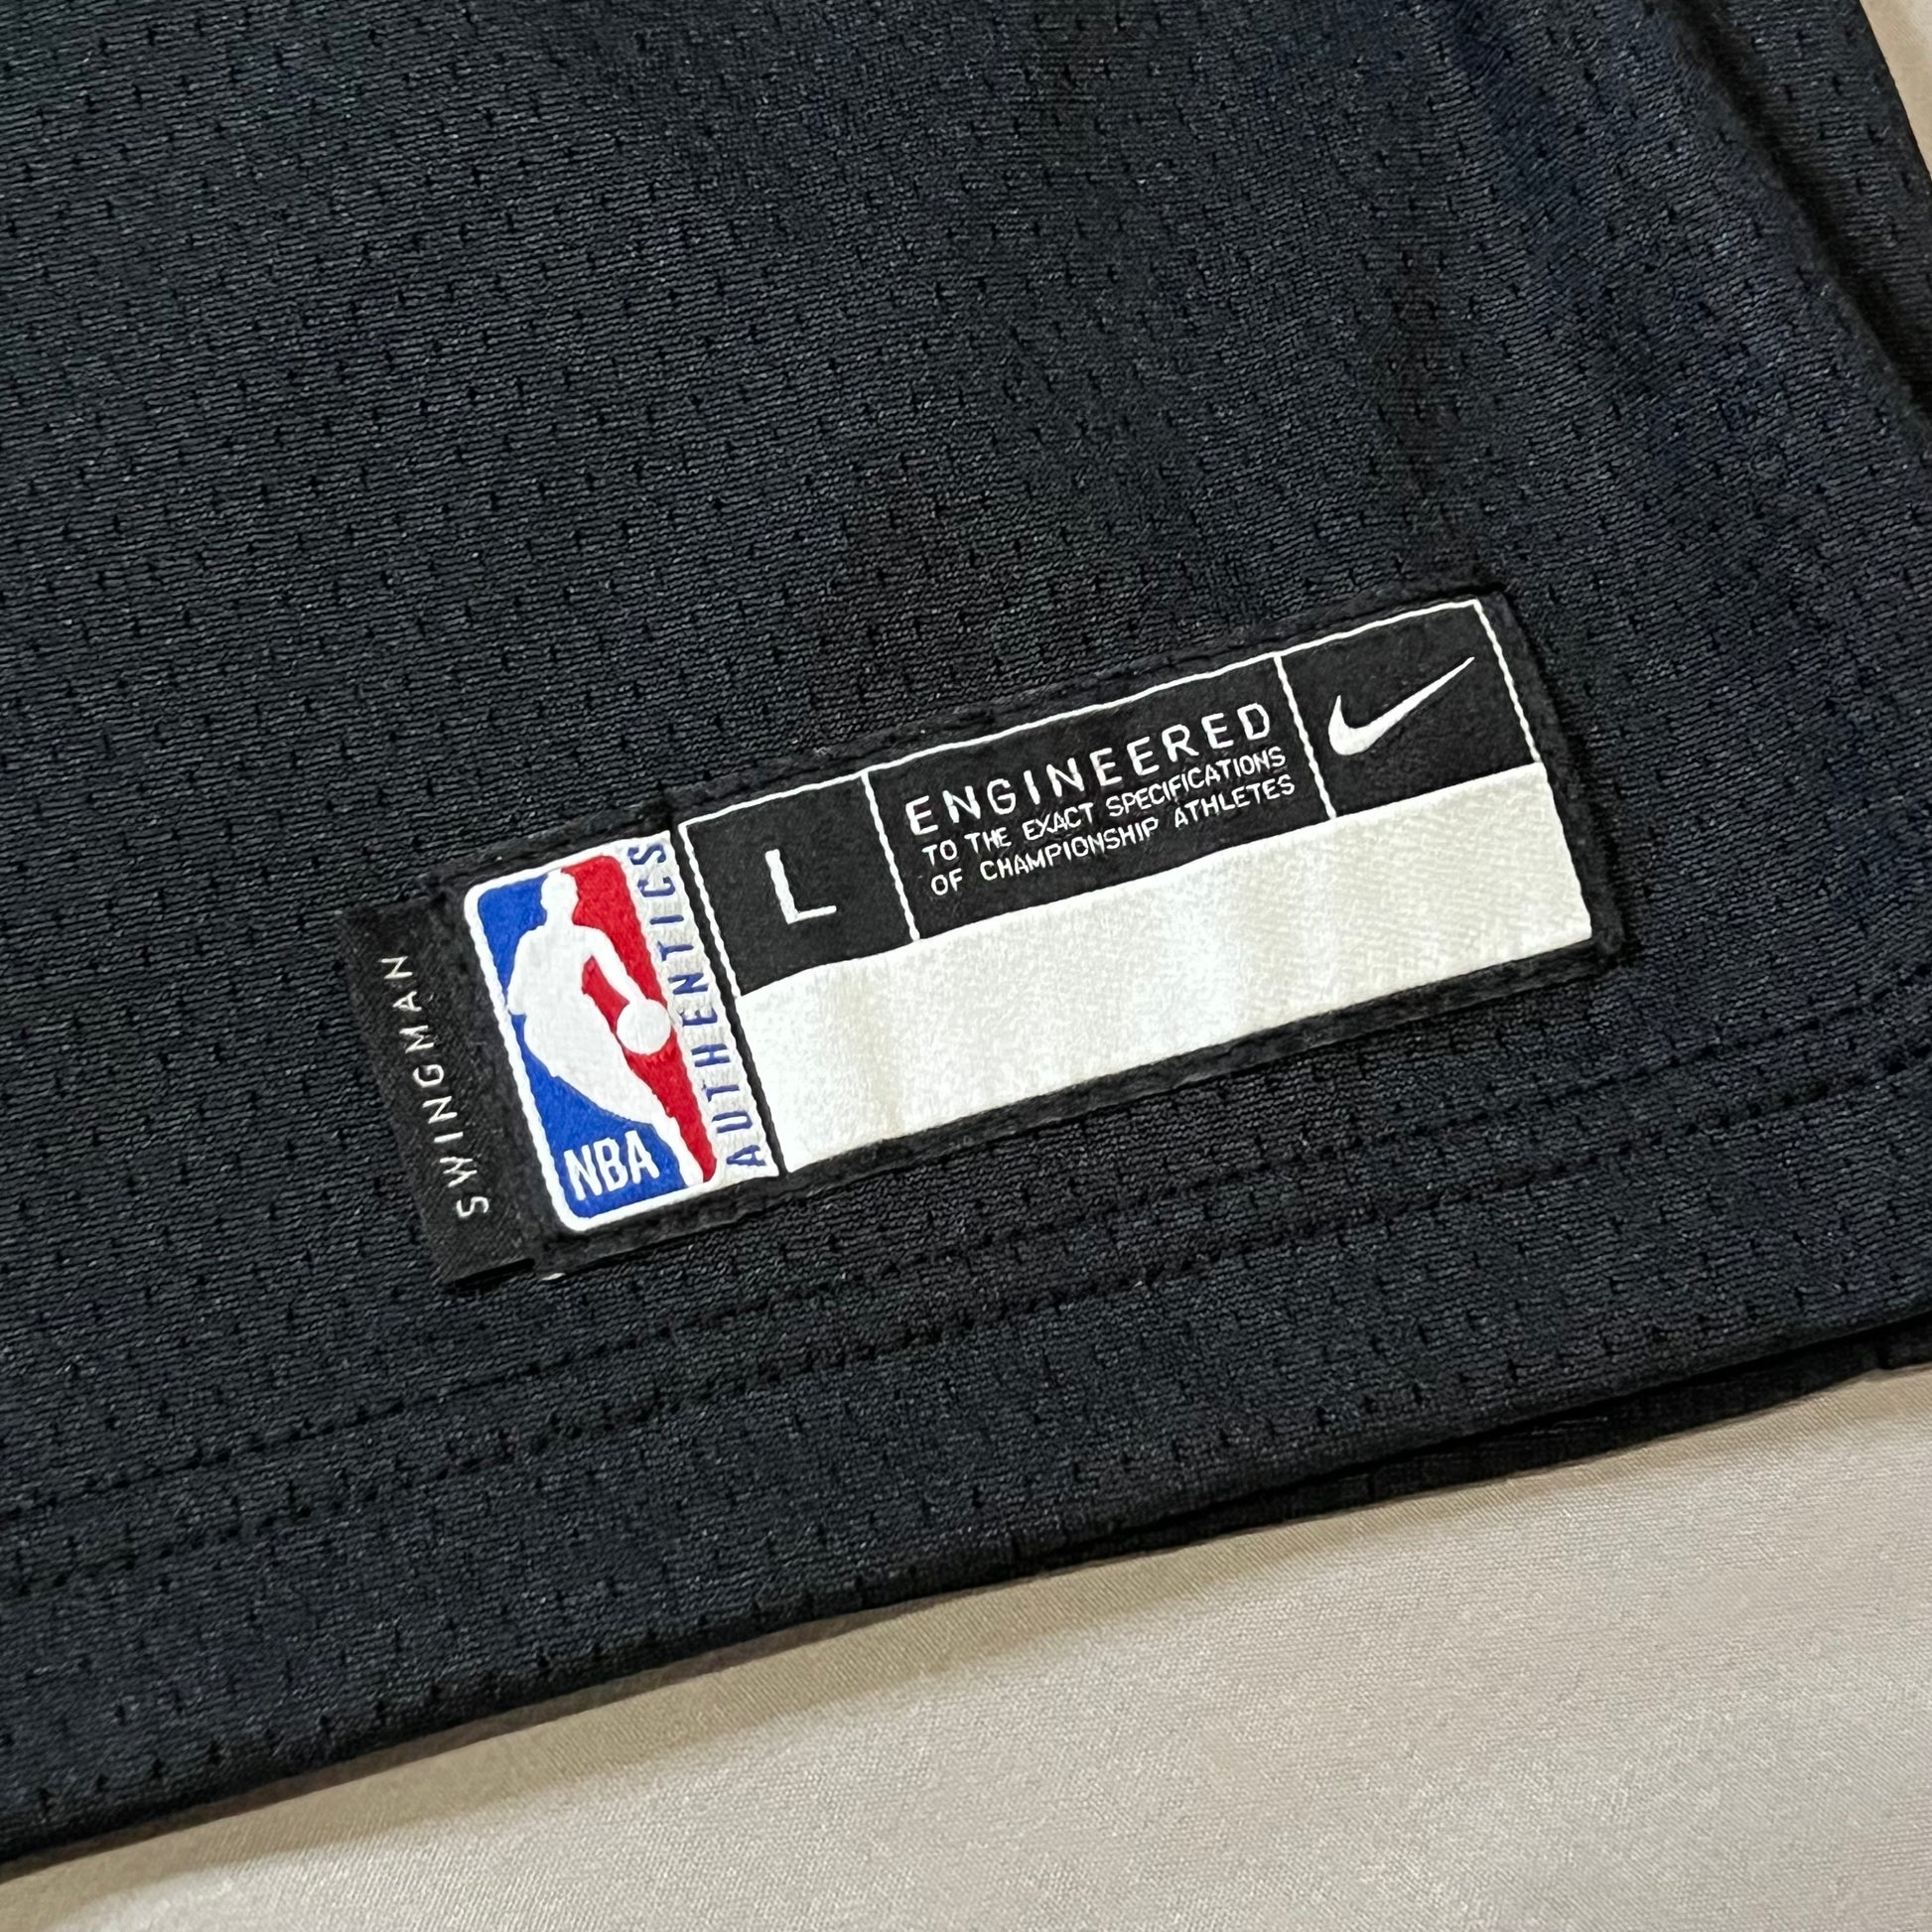 SWINGMAN
NBA
AUTHENTICS
L
ENGINEERED
TO THE EXACT SPECIFICATIONS
OF CHAMPIONSHIP ATHLETES